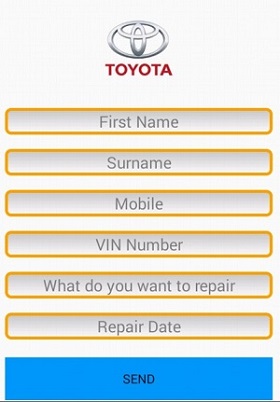 TOYOTA
First Name
Surname
Mobile
VIN Number
What do you want to repair
Repair Date
SEND